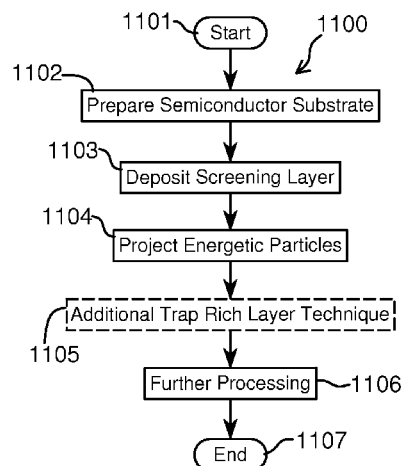 1101 Start
1100
1102
Prepare Semiconductor Substrate
1103
Deposit Screening Layer
1104
Project Energetic Particles
Additional Trap Rich Layer Technique
1105
Further Processing 1106
End 1107